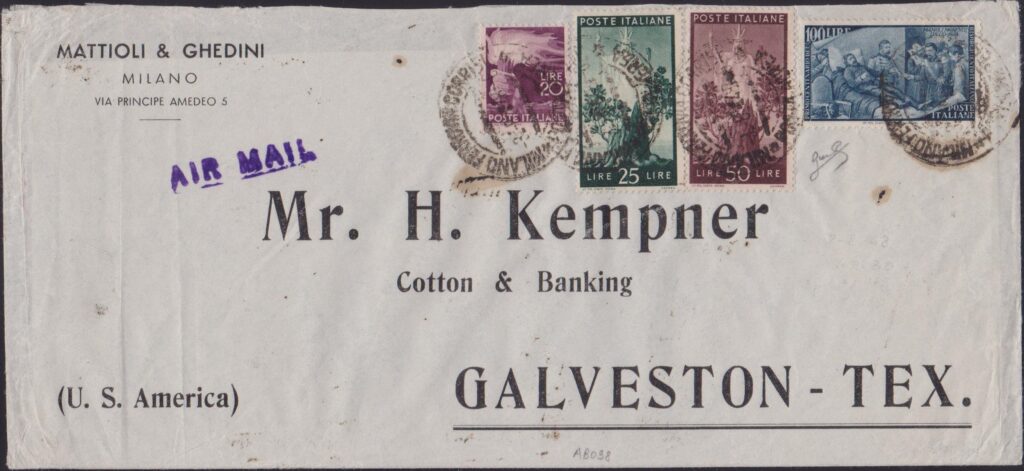 MATTIOLI & GHEDINI
MILANO
VIA PRINCIPE AMEDEO 5
AIR MAIL
LIRE
20
POSTE ITALIANE
POSTE ITALIANE
LIRE 25 LIRE
POSTE ITALIANE
LIRE 50 LIRE
100 LIRE
POSTE
ITALIANE
MILANO
Mr. H. Kempner
Cotton & Banking
(U. S. America)
GALVESTON - TEX.
AB038